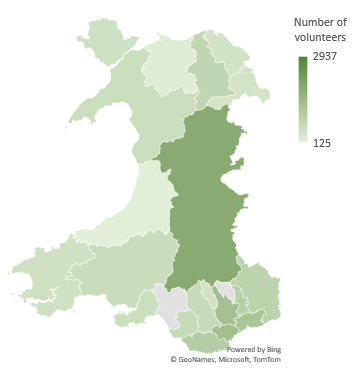 Number of
volunteers
2937
125
Powered by Bing
© GeoNames, Microsoft, TomTom